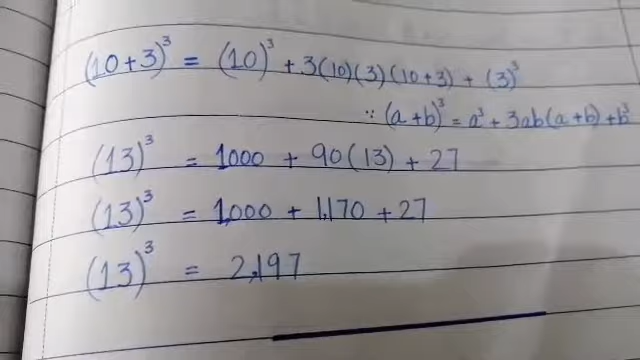 (10+3)³ = (10)³ + 3(10)(3)(10+3) + (3)³
∵ (a+b)³ = a³ + 3ab(a+b) + b³
(13)³ = 1000 + 90(13) + 27
(13)³ = 1,000 + 1,170 + 27
(13)³ = 2,197